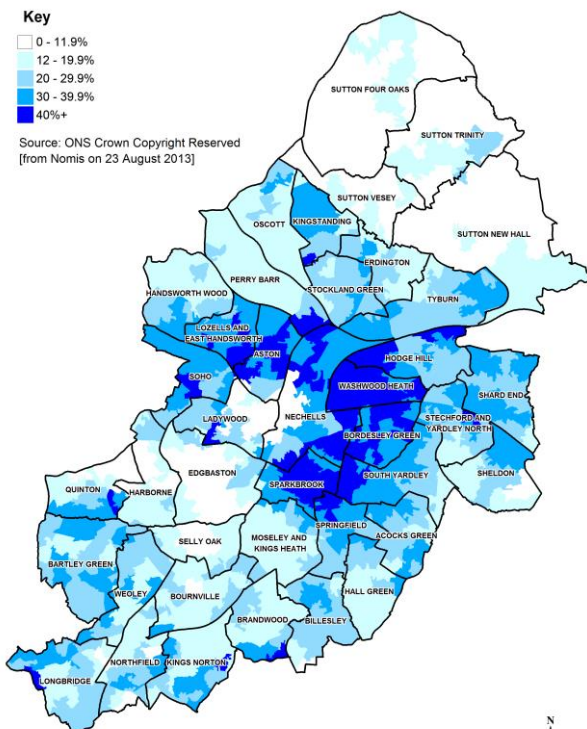 Key
0 - 11.9%
12 - 19.9%
20 - 29.9%
30 - 39.9%
40%+
Source: ONS Crown Copyright Reserved
[from Nomis on 23 August 2013]
SUTTON FOUR OAKS
SUTTON TRINITY
SUTTON VESEY
SUTTON NEW HALL
OSCOTT
KINGSTANDING
ERDINGTON
PERRY BARR
STOCKLAND GREEN
HANDSWORTH WOOD
TYBURN
LOZELLS AND
EAST HANDSWORTH
ASTON
HODGE HILL
SOHO
WASHWOOD HEATH
SHARD END
LADYWOOD
NECHELLS
STECHFORD AND
YARDLEY NORTH
BORDESLEY GREEN
EDGBASTON
SOUTH YARDLEY
SHELDON
QUINTON
HARBORNE
SPARKBROOK
SPRINGFIELD
ACOCKS GREEN
SELLY OAK
MOSELEY AND
KINGS HEATH
BARTLEY GREEN
WEOLEY
BOURNVILLE
HALL GREEN
BRANDWOOD
BILLESLEY
NORTHFIELD
KINGS NORTON
LONGBRIDGE
N